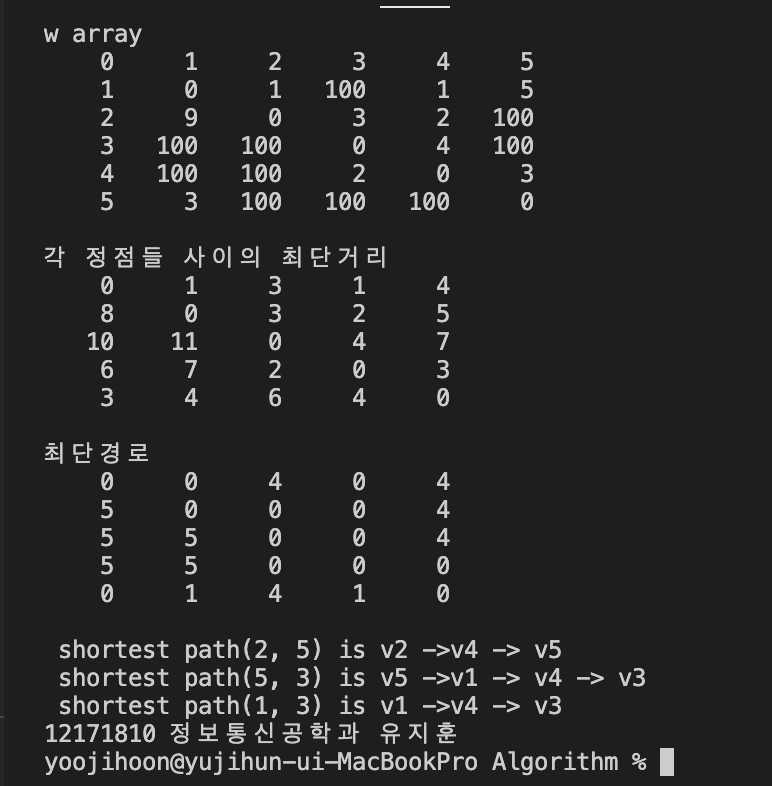 w array
0 1 2 3 4 5
1 0 1 100 1 5
2 9 0 3 2 100
3 100 100 0 4 100
4 100 100 2 0 3
5 3 100 100 100 0
각 정점들 사이의 최단거리
0 1 3 1 4
8 0 3 2 5
10 11 0 4 7
6 7 2 0 3
3 4 6 4 0
최단경로
0 0 4 0 4
5 0 0 0 4
5 5 0 0 4
5 5 0 0 0
0 1 4 1 0
shortest path(2, 5) is v2 ->v4 -> v5
shortest path(5, 3) is v5 ->v1 -> v4 -> v3
shortest path(1, 3) is v1 ->v4 -> v3
12171810 정보통신공학과 유지훈
yoojihoon@yujihun-ui-MacBookPro Algorithm %